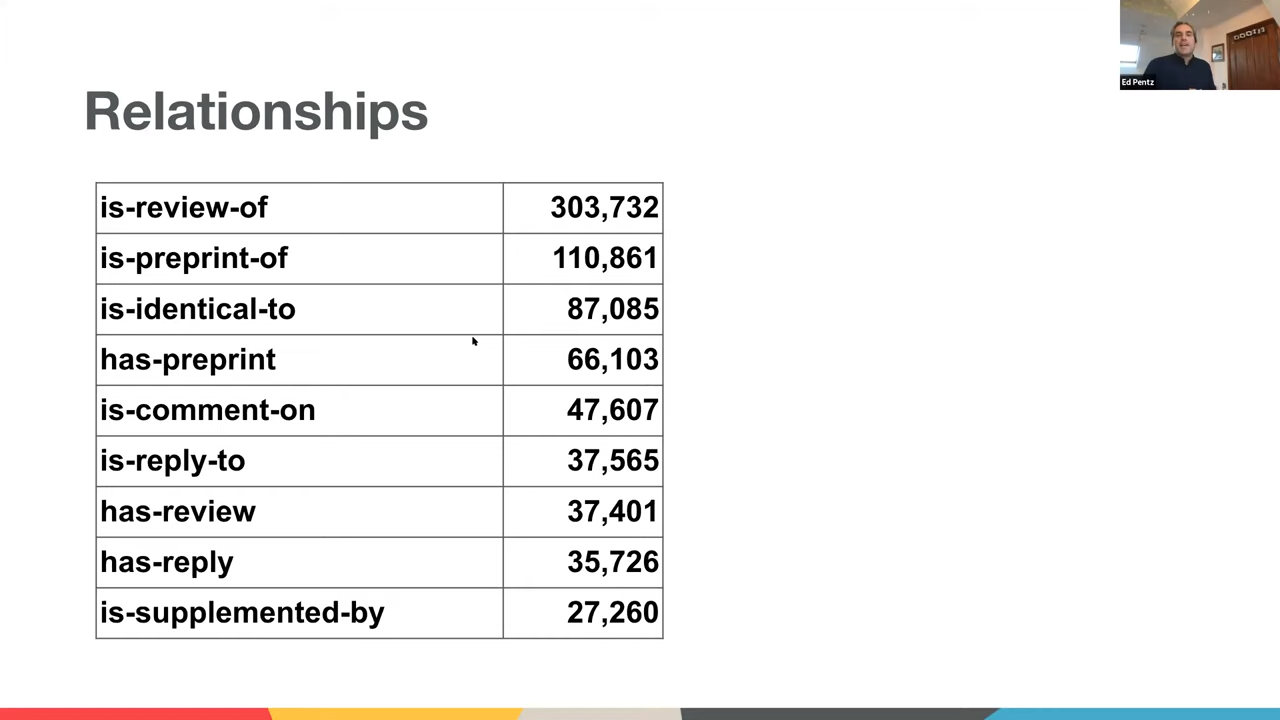 Ed Pentz
Relationships
is-review-of 303,732
is-preprint-of 110,861
is-identical-to 87,085
has-preprint 66,103
is-comment-on 47,607
is-reply-to 37,565
has-review 37,401
has-reply 35,726
is-supplemented-by 27,260